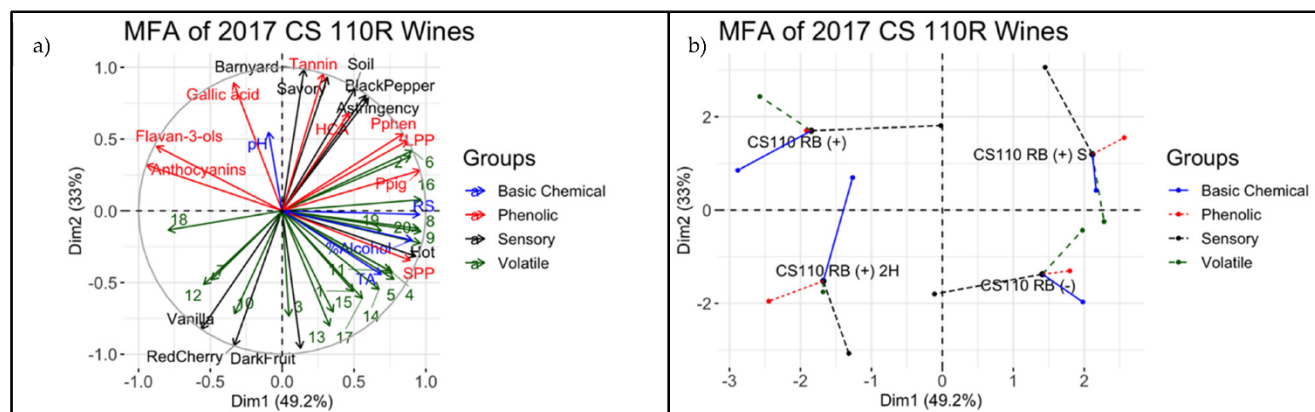 a)
MFA of 2017 CS 110R Wines
Barnyard
Tannin
Soil
Savory
BlackPepper
Gallic acid
Astringency
HCA
Pphen
Flavan-3-ols
pH
LPP
2
6
Anthocyanins
Ppig
16
RS
18
19
20
8
%Alcohol
9
Hot
7
11
TA
SPP
12
1
15
5
4
10
3
14
Vanilla
13
17
RedCherry
DarkFruit
1.0
0.5
0.0
-0.5
-1.0
Dim2 (33%)
-1.0 -0.5 0.0 0.5 1.0
Dim1 (49.2%)
Groups
a Basic Chemical
a Phenolic
a Sensory
a Volatile
b)
MFA of 2017 CS 110R Wines
CS110 RB (+)
CS110 RB (+) S
CS110 RB (+) 2H
CS110 RB (-)
2
0
-2
Dim2 (33%)
-3 -2 -1 0 1 2
Dim1 (49.2%)
Groups
Basic Chemical
Phenolic
Sensory
Volatile